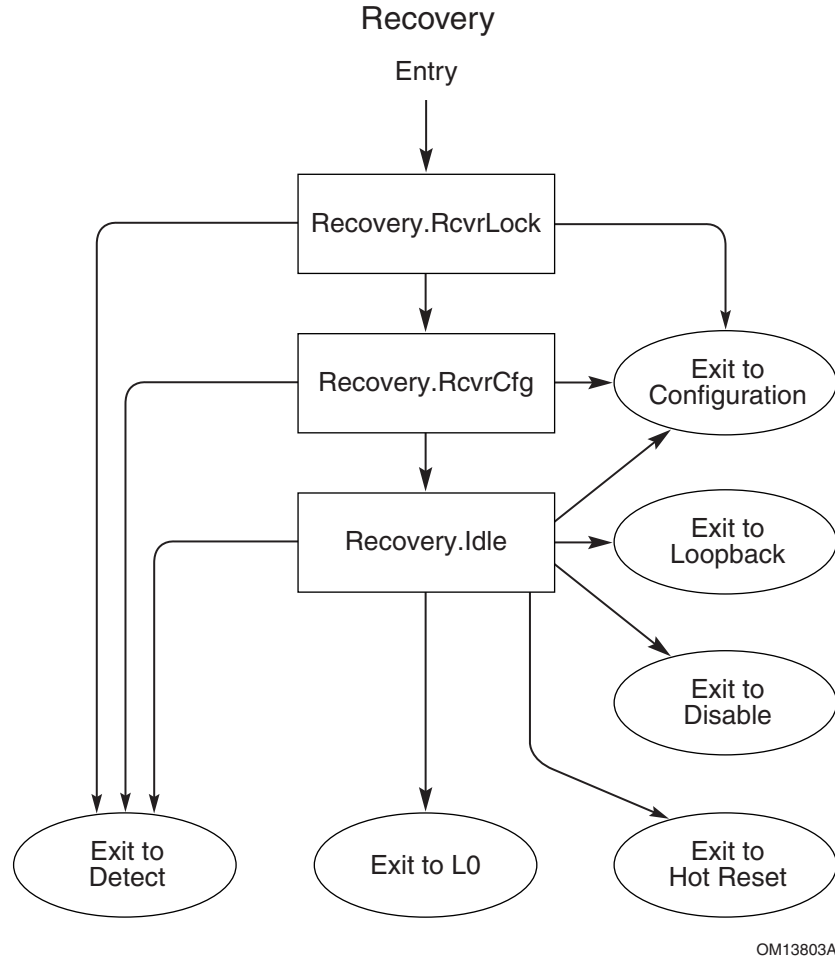 Recovery
Entry
Recovery.RcvrLock
Recovery.RcvrCfg
Exit to
Configuration
Recovery.Idle
Exit to
Loopback
Exit to
Disable
Exit to
Detect
Exit to L0
Exit to
Hot Reset
OM13803A